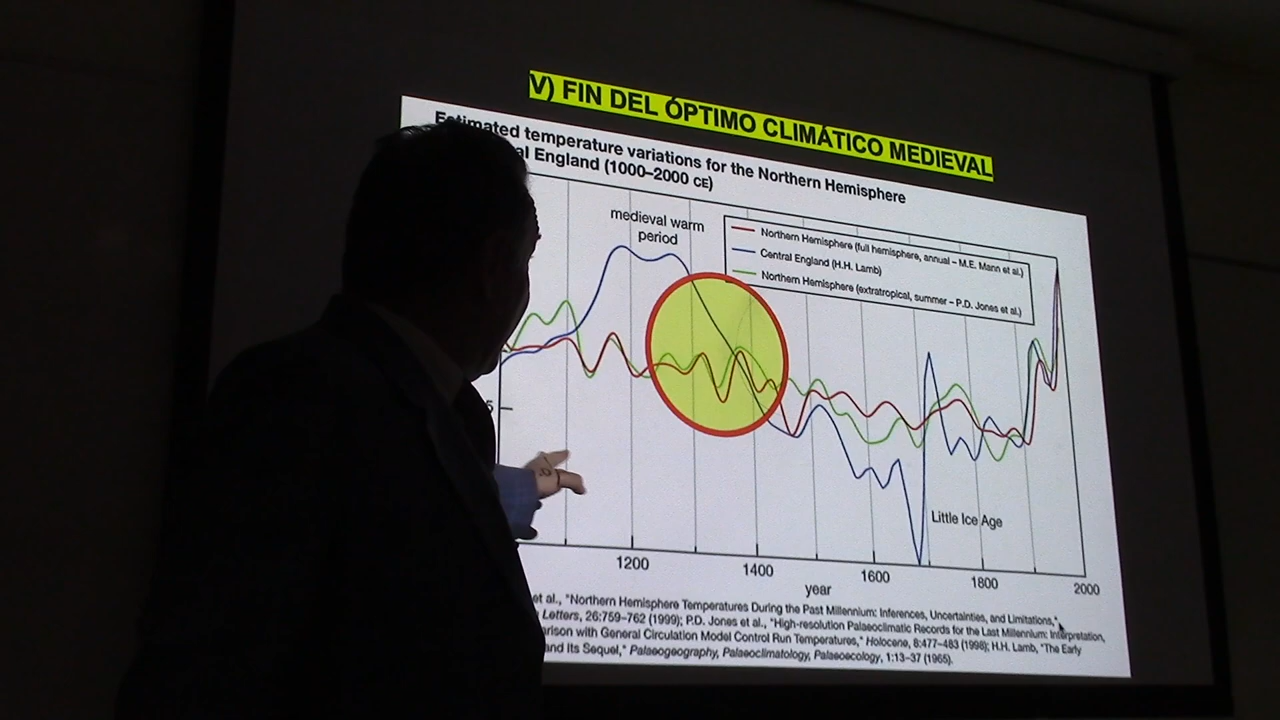 V) FIN DEL ÓPTIMO CLIMÁTICO MEDIEVAL
Estimated temperature variations for the Northern Hemisphere
England (1000–2000 CE)
medieval warm
period
Northern Hemisphere (full hemisphere, annual – M.E. Mann et al.)
Central England (H.H. Lamb)
Northern Hemisphere (extratropical, summer – P.D. Jones et al.)
Little Ice Age
1200
1400
1600
1800
2000
year
et al., "Northern Hemisphere Temperatures During the Past Millennium: Inferences, Uncertainties, and Limitations,"
Letters, 26:759–762 (1999); P.D. Jones et al., "High-resolution Palaeoclimatic Records for the Last Millennium: Interpretation,
with General Circulation Model Control Run Temperatures," Holocene, 8:477–483 (1998); H.H. Lamb, "The Early
and Its Sequel," Palaeogeography, Palaeoclimatology, Palaeoecology, 1:13–37 (1965).